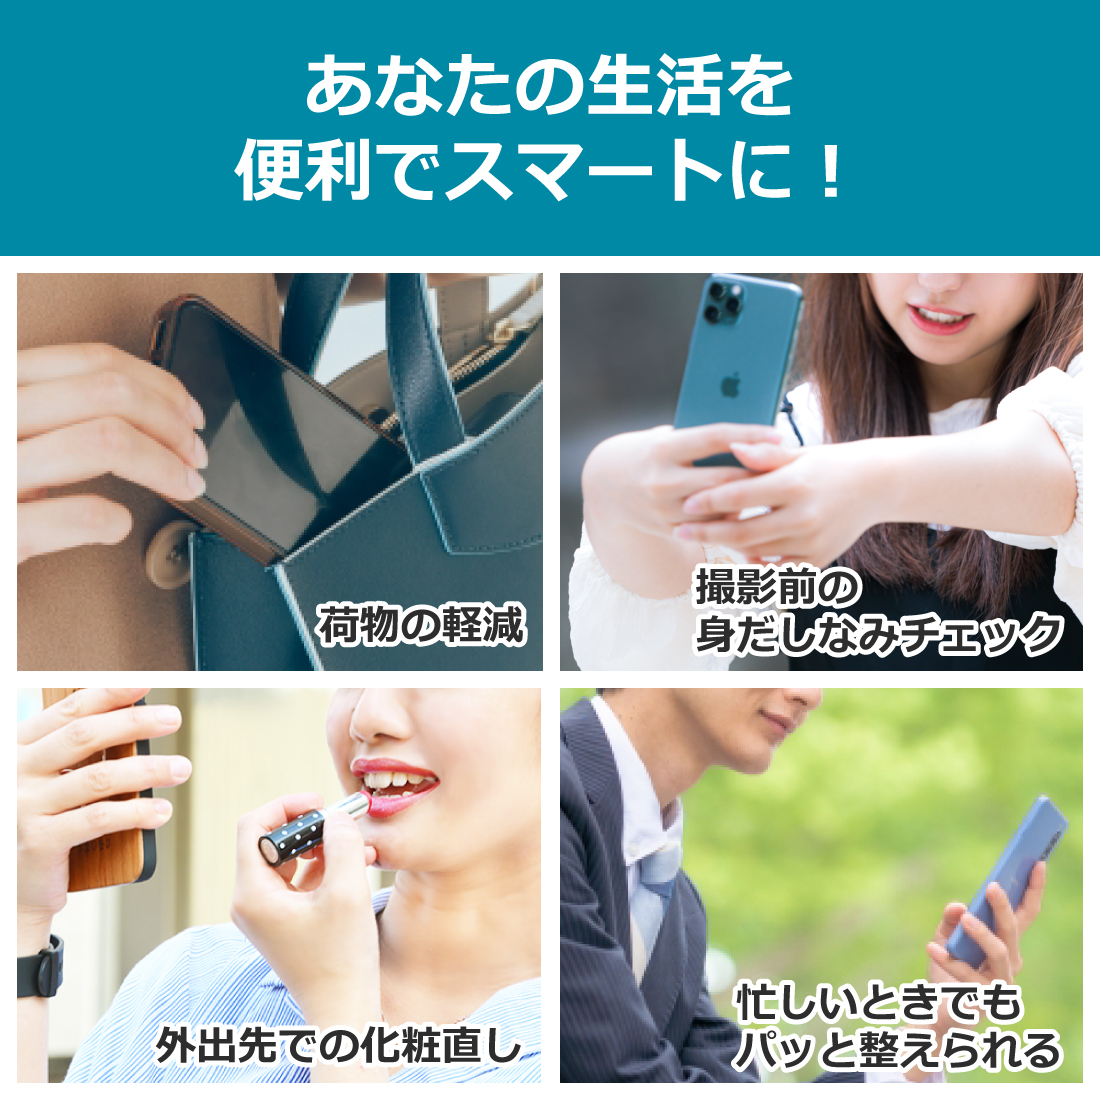 あなたの生活を
便利でスマートに！
荷物の軽減
撮影前の
身だしなみチェック
外出先での化粧直し
忙しいときでも
パッと整えられる